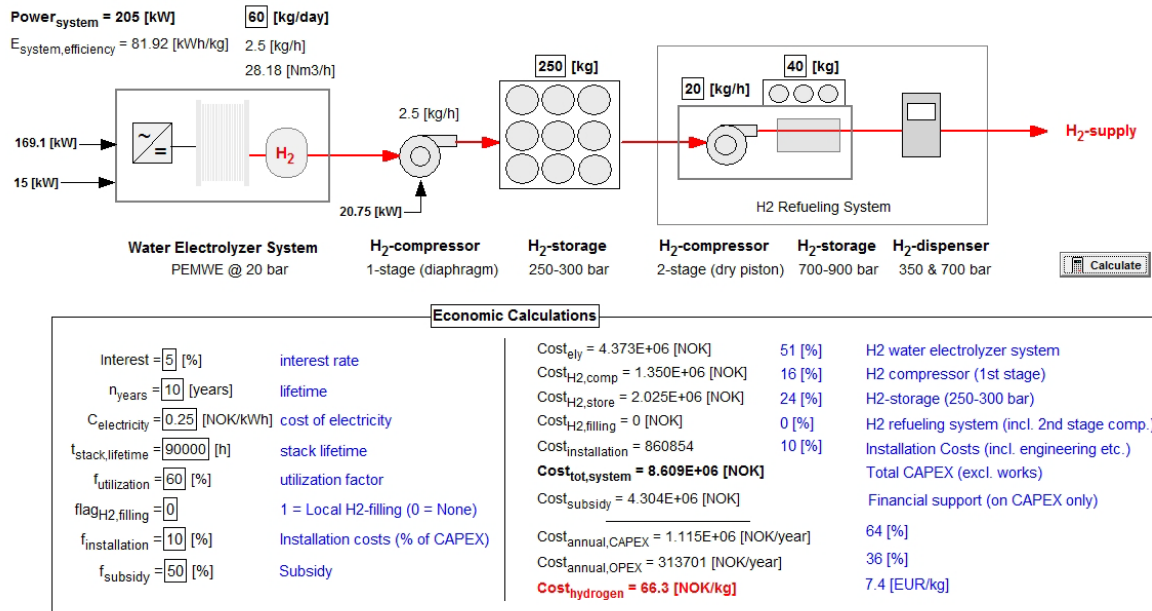 Power_system = 205 [kW]
60 [kg/day]
E_system,efficiency = 81.92 [kWh/kg]
2.5 [kg/h]
28.18 [Nm3/h]
169.1 [kW]
15 [kW]
~
=
H2
2.5 [kg/h]
20.75 [kW]
250 [kg]
20 [kg/h]
40 [kg]
H2-supply
H2 Refueling System
Water Electrolyzer System
PEMWE @ 20 bar
H2-compressor
1-stage (diaphragm)
H2-storage
250-300 bar
H2-compressor
2-stage (dry piston)
H2-storage
700-900 bar
H2-dispenser
350 & 700 bar
Calculate
Economic Calculations
Interest = 5 [%] interest rate
n_years = 10 [years] lifetime
C_electricity = 0.25 [NOK/kWh] cost of electricity
t_stack,lifetime = 90000 [h] stack lifetime
f_utilization = 60 [%] utilization factor
flag_H2,filling = 0 1 = Local H2-filling (0 = None)
f_installation = 10 [%] Installation costs (% of CAPEX)
f_subsidy = 50 [%] Subsidy
Cost_ely = 4.373E+06 [NOK] 51 [%] H2 water electrolyzer system
Cost_H2,comp = 1.350E+06 [NOK] 16 [%] H2 compressor (1st stage)
Cost_H2,store = 2.025E+06 [NOK] 24 [%] H2-storage (250-300 bar)
Cost_H2,filling = 0 [NOK] 0 [%] H2 refueling system (incl. 2nd stage comp.)
Cost_installation = 860854 10 [%] Installation Costs (incl. engineering etc.)
Cost_tot,system = 8.609E+06 [NOK] Total CAPEX (excl. works)
Cost_subsidy = 4.304E+06 [NOK] Financial support (on CAPEX only)
Cost_annual,CAPEX = 1.115E+06 [NOK/year] 64 [%]
Cost_annual,OPEX = 313701 [NOK/year] 36 [%]
Cost_hydrogen = 66.3 [NOK/kg] 7.4 [EUR/kg]